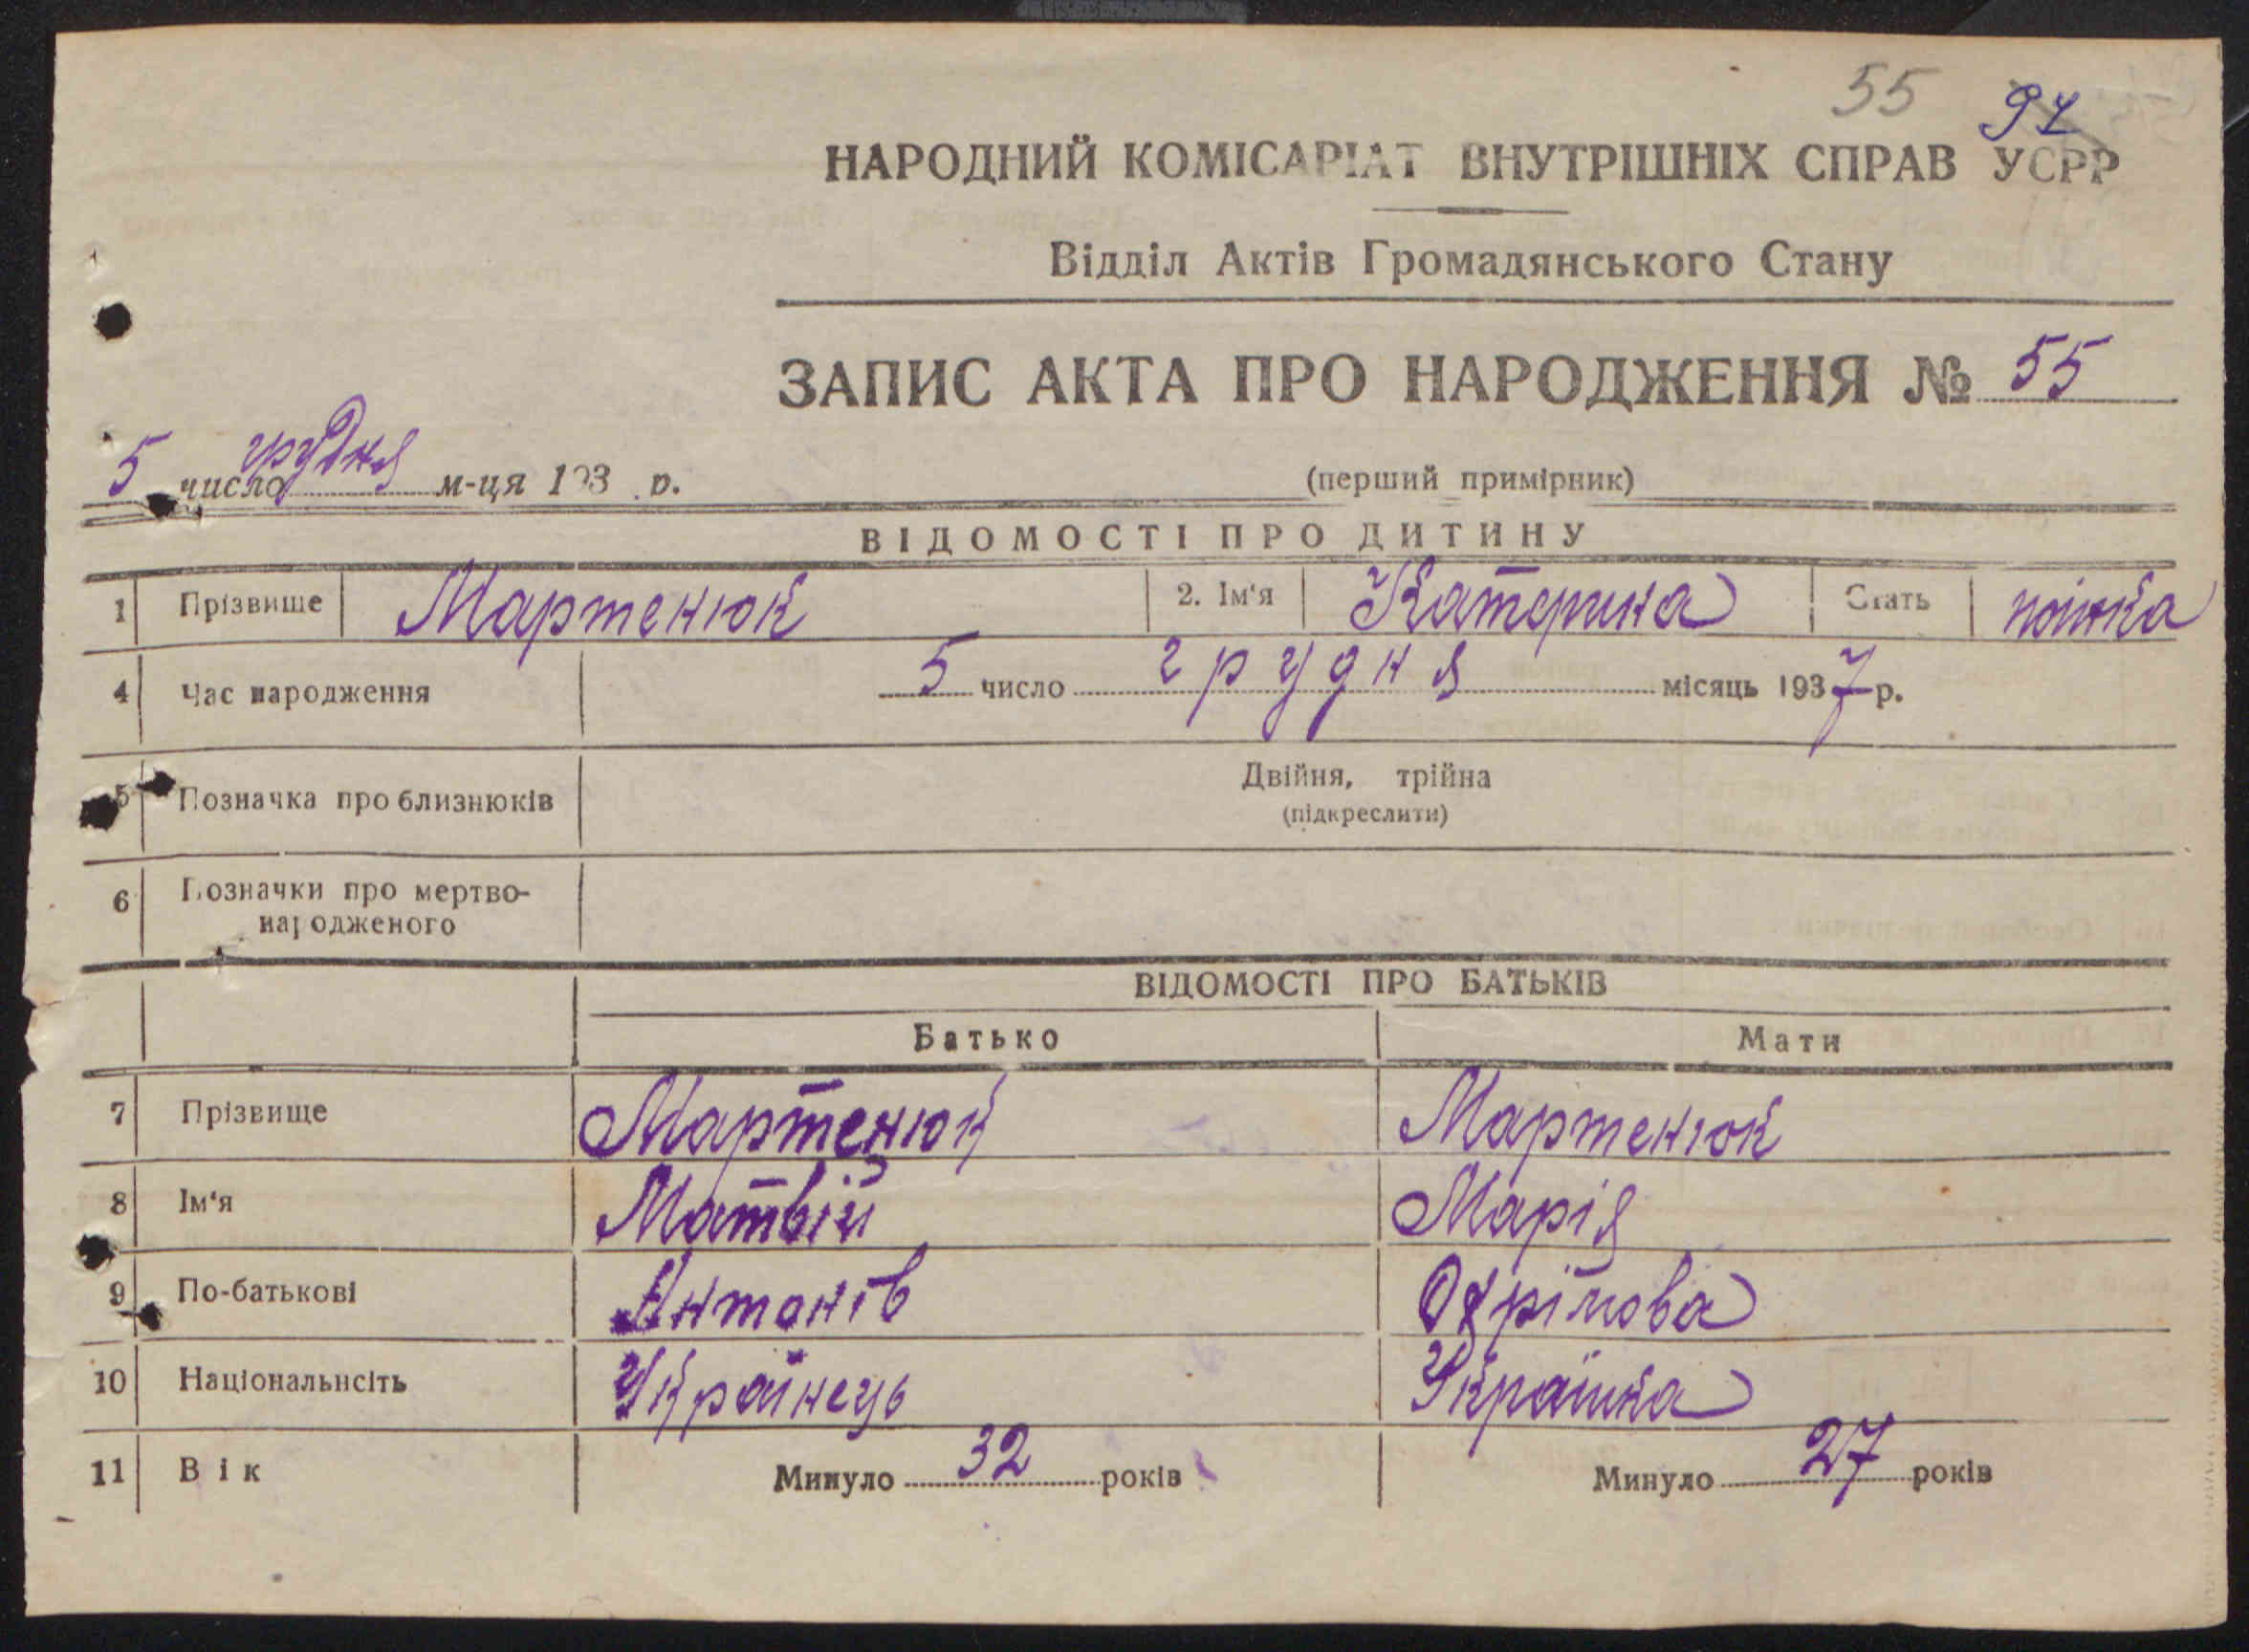 55 94
НАРОДНИЙ КОМІСАРІАТ ВНУТРІШНІХ СПРАВ УСРР
Відділ Актів Громадянського Стану
ЗАПИС АКТА ПРО НАРОДЖЕННЯ № 55
5 число грудня м-ця 193 р.
(перший примірник)
ВІДОМОСТІ ПРО ДИТИНУ
1 Прізвище Мартенюк 2. Ім'я Катерина Стать жінка
4 Час народження 5 число грудня місяць 1937 р.
5 Позначка про близнюків Двійня, трійна
(підкреслити)
6 Позначки про мертво-
народженого
ВІДОМОСТІ ПРО БАТЬКІВ
Батько Мати
7 Прізвище Мартенюк Мартенюк
8 Ім'я Матвій Марія
9 По-батькові Антонів Охрімова
10 Національнсіть Українець Українка
11 Вік Минуло 32 років Минуло 27 років